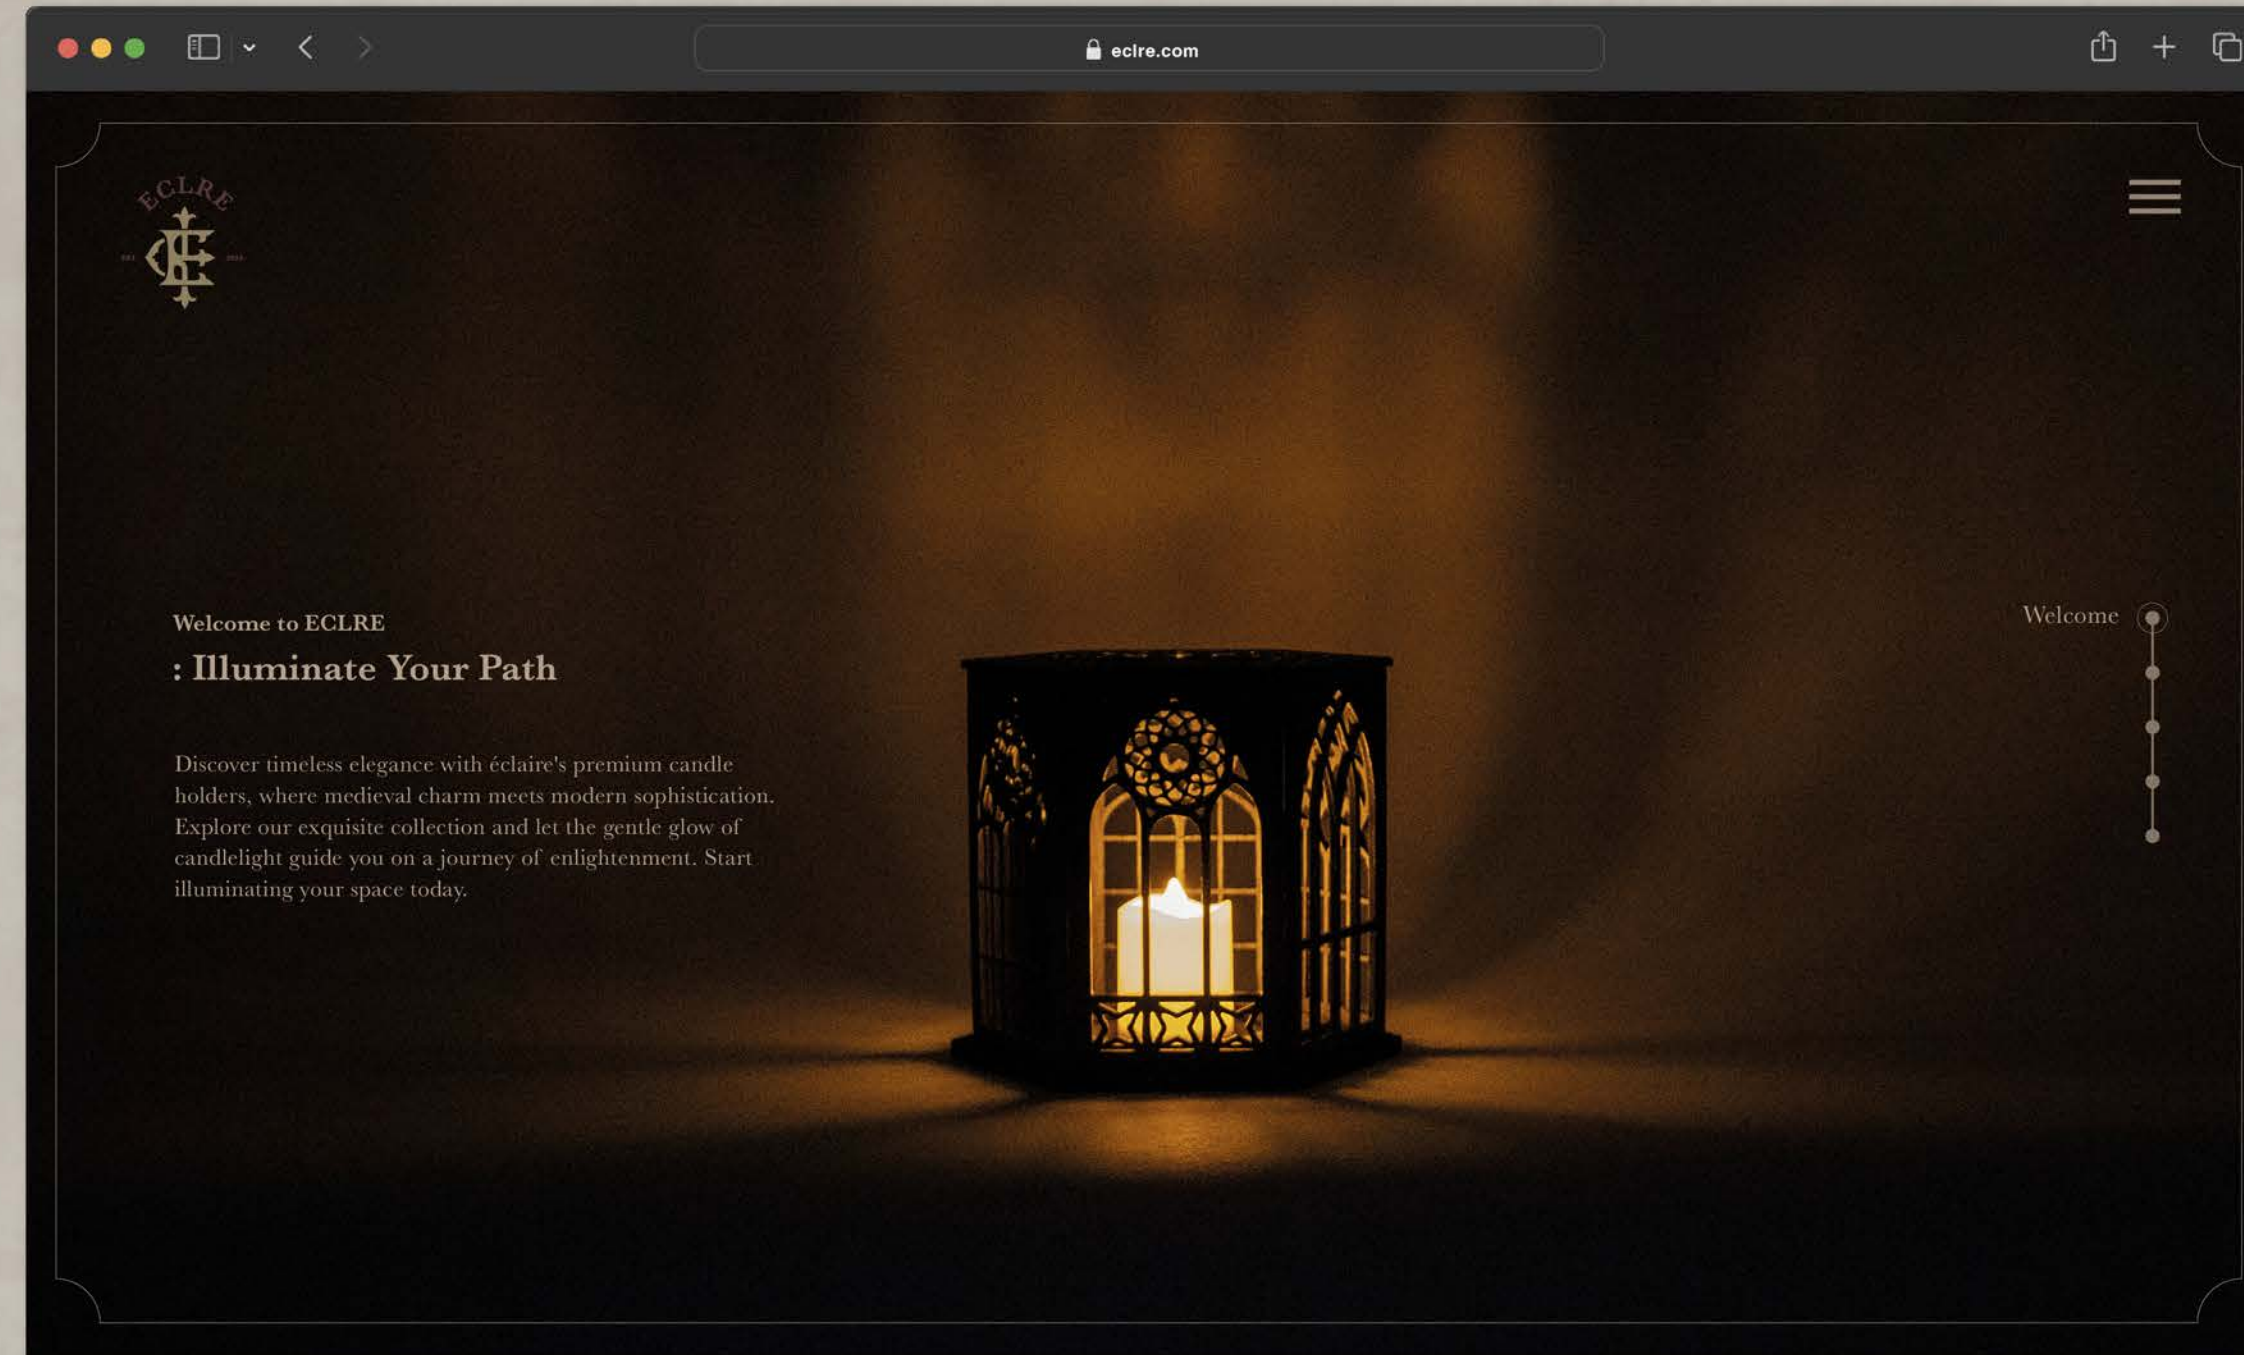 eclre.com
ECLRE
Welcome to ECLRE
: Illuminate Your Path
Discover timeless elegance with éclaire's premium candle
holders, where medieval charm meets modern sophistication.
Explore our exquisite collection and let the gentle glow of
candlelight guide you on a journey of enlightenment. Start
illuminating your space today.
Welcome